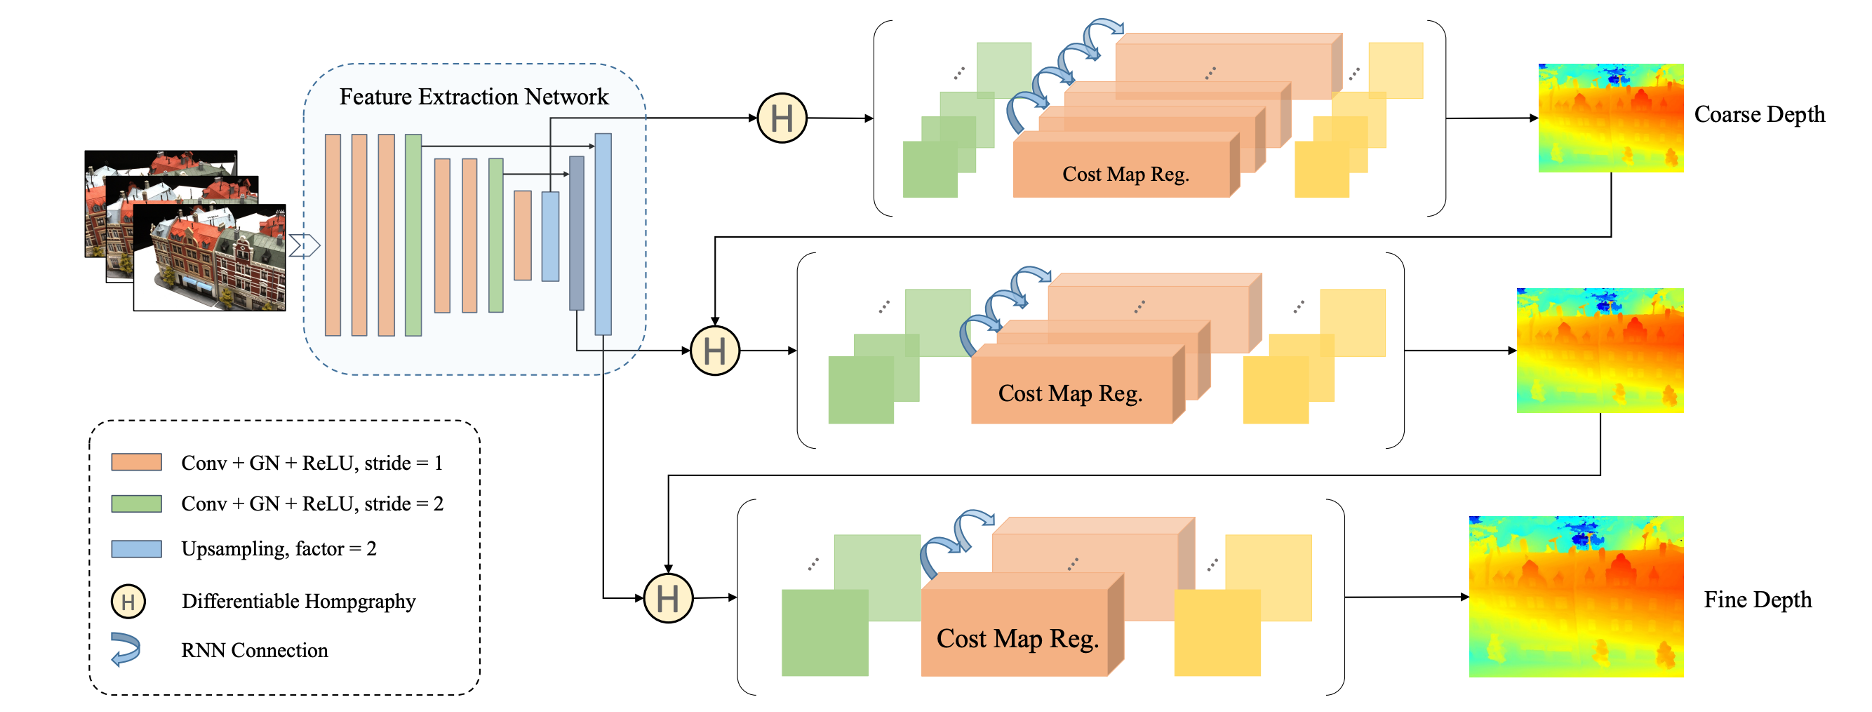 Feature Extraction Network
H
Cost Map Reg.
Coarse Depth
H
Cost Map Reg.
Conv + GN + ReLU, stride = 1
Conv + GN + ReLU, stride = 2
Upsampling, factor = 2
H Differentiable Hompgraphy
RNN Connection
H
Cost Map Reg.
Fine Depth